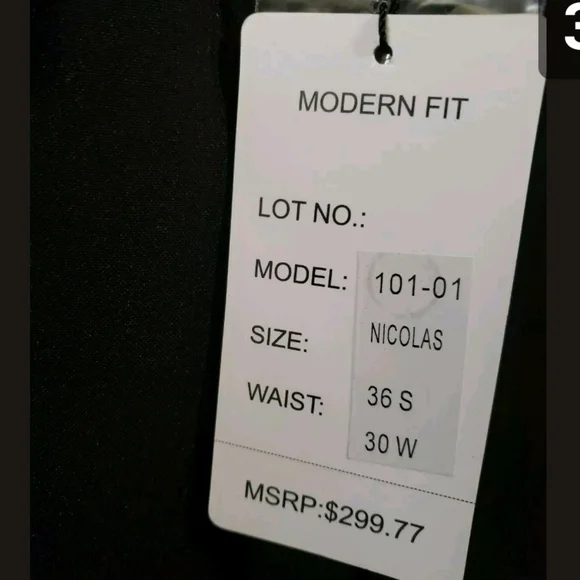 3
MODERN FIT
LOT NO.:
MODEL: 101-01
SIZE: NICOLAS
WAIST: 36 S
30 W
MSRP:$299.77